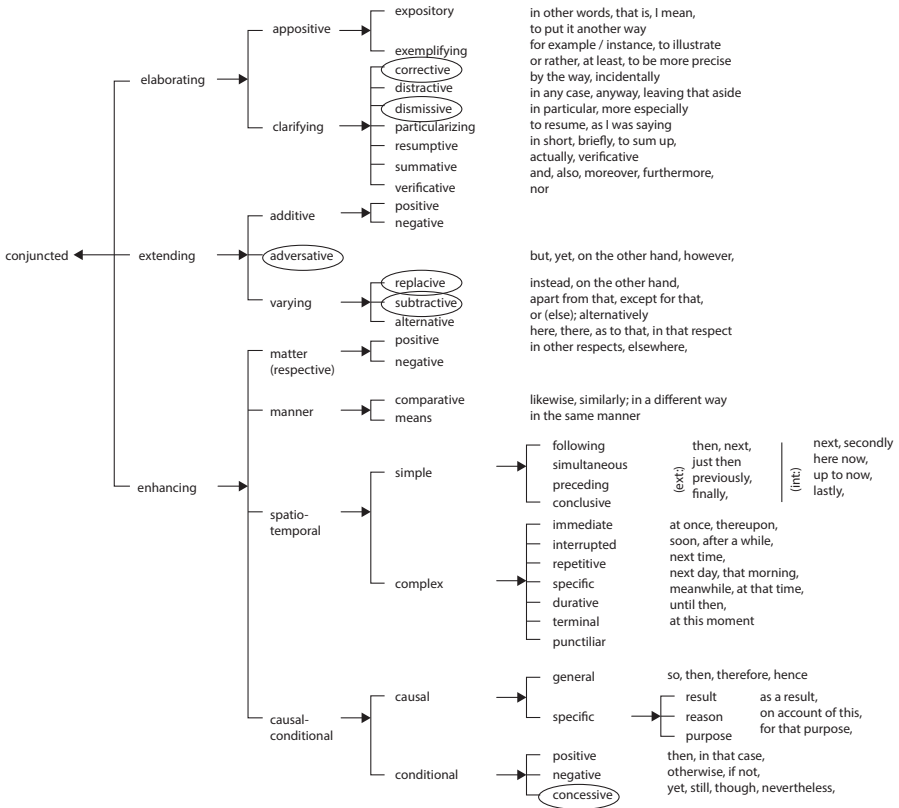 expository in other words, that is, I mean,
appositive to put it another way
for example / instance, to illustrate
exemplifying or rather, at least, to be more precise
corrective by the way, incidentally
elaborating distractive in any case, anyway, leaving that aside
dismissive in particular, more especially
clarifying particularizing to resume, as I was saying
resumptive in short, briefly, to sum up,
summative actually, verificative
and, also, moreover, furthermore,
verificative nor
positive
additive
negative
conjuncted extending adversative but, yet, on the other hand, however,
replacive instead, on the other hand,
varying subtractive apart from that, except for that,
alternative or (else); alternatively
here, there, as to that, in that respect
positive in other respects, elsewhere,
matter
(respective) negative
comparative likewise, similarly; in a different way
manner
means in the same manner
following then, next, next, secondly
simultaneous just then here now,
simple (ext:) (int:)
preceding previously, up to now,
conclusive finally, lastly,
enhancing
spatio-
temporal
immediate at once, thereupon,
interrupted soon, after a while,
repetitive next time,
next day, that morning,
complex specific meanwhile, at that time,
durative until then,
terminal at this moment
punctiliar
general so, then, therefore, hence
causal result as a result,
specific reason on account of this,
causal-
conditional purpose for that purpose,
positive then, in that case,
conditional negative otherwise, if not,
concessive yet, still, though, nevertheless,